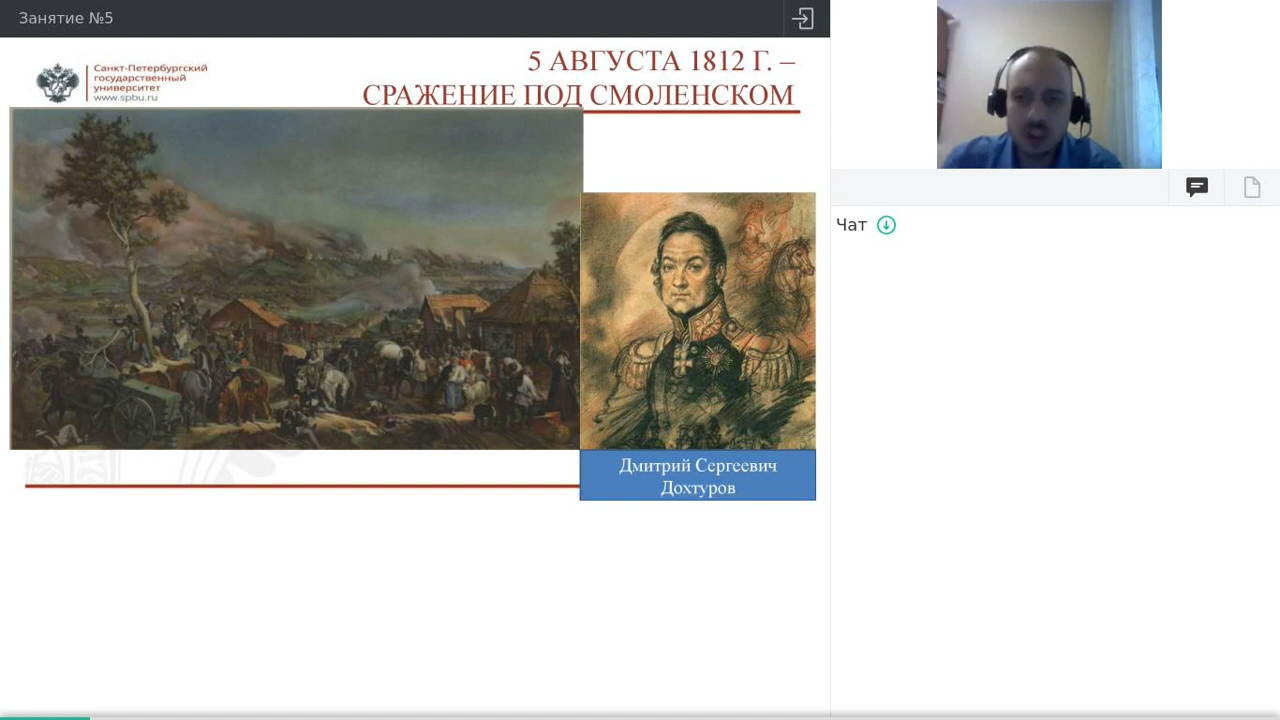 Занятие №5
Санкт-Петербургский
государственный
университет
www.spbu.ru
5 АВГУСТА 1812 Г. –
СРАЖЕНИЕ ПОД СМОЛЕНСКОМ
Дмитрий Сергеевич
Дохтуров
Чат